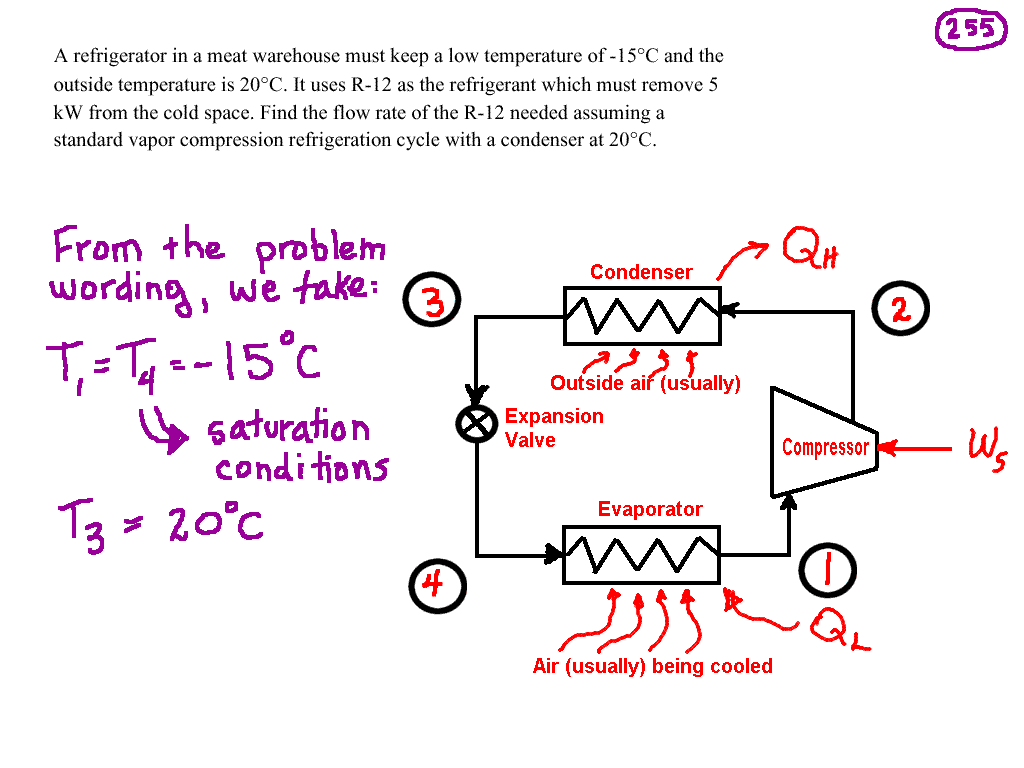 255
A refrigerator in a meat warehouse must keep a low temperature of -15°C and the
outside temperature is 20°C. It uses R-12 as the refrigerant which must remove 5
kW from the cold space. Find the flow rate of the R-12 needed assuming a
standard vapor compression refrigeration cycle with a condenser at 20°C.
From the problem
wording, we take:
T₁ = T₄ = -15°C
saturation
conditions
T₃ = 20°C
Q_H
Condenser
3
2
Outside air (usually)
Expansion
Valve
Compressor
W_s
Evaporator
4
1
Q_L
Air (usually) being cooled